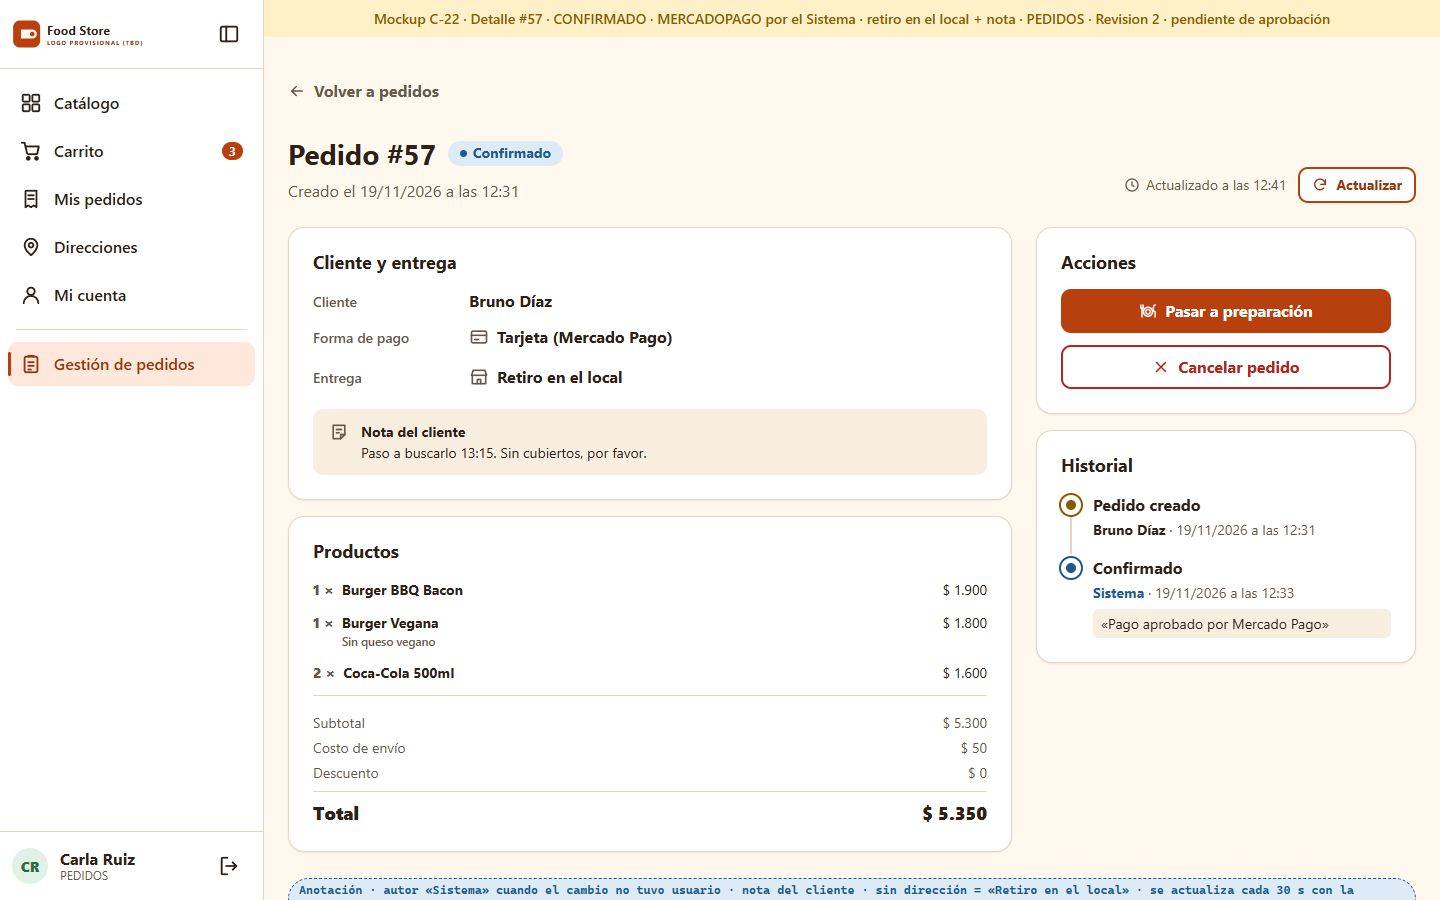 Food Store
LOGO PROVISIONAL (TBD)
Catálogo
Carrito
3
Mis pedidos
Direcciones
Mi cuenta
Gestión de pedidos
CR
Carla Ruiz
PEDIDOS
Mockup C-22 · Detalle #57 · CONFIRMADO · MERCADOPAGO por el Sistema · retiro en el local + nota · PEDIDOS · Revision 2 · pendiente de aprobación
Volver a pedidos
Pedido #57
Confirmado
Creado el 19/11/2026 a las 12:31
Actualizado a las 12:41
Actualizar
Cliente y entrega
Cliente
Bruno Díaz
Forma de pago
Tarjeta (Mercado Pago)
Entrega
Retiro en el local
Nota del cliente
Paso a buscarlo 13:15. Sin cubiertos, por favor.
Productos
1 × Burger BBQ Bacon $ 1.900
1 × Burger Vegana $ 1.800
Sin queso vegano
2 × Coca-Cola 500ml $ 1.600
Subtotal $ 5.300
Costo de envío $ 50
Descuento $ 0
Total $ 5.350
Acciones
Pasar a preparación
Cancelar pedido
Historial
Pedido creado
Bruno Díaz · 19/11/2026 a las 12:31
Confirmado
Sistema · 19/11/2026 a las 12:33
«Pago aprobado por Mercado Pago»
Anotación · autor «Sistema» cuando el cambio no tuvo usuario · nota del cliente · sin dirección = «Retiro en el local» · se actualiza cada 30 s con la